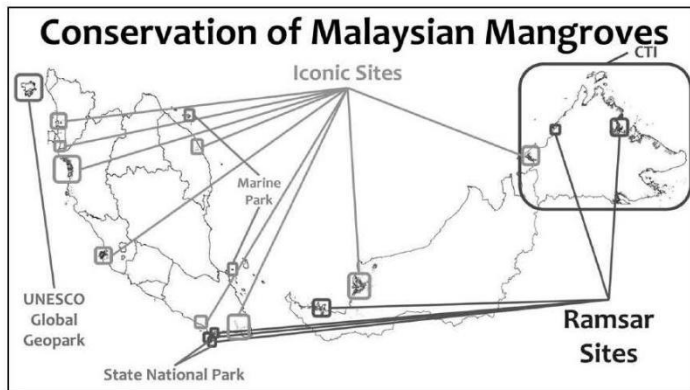 Conservation of Malaysian Mangroves
CTI
Iconic Sites
Marine
Park
UNESCO
Global
Geopark
Ramsar
Sites
State National Park